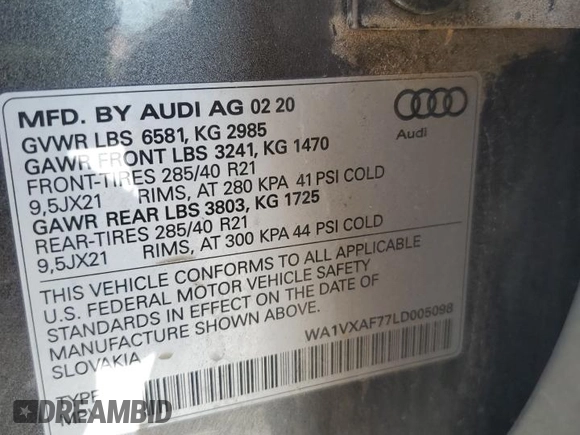 MFD. BY AUDI AG 02 20
GVWR LBS 6581, KG 2985
GAWR FRONT LBS 3241, KG 1470
FRONT-TIRES 285/40 R21
9,5JX21 RIMS, AT 280 KPA 41 PSI COLD
GAWR REAR LBS 3803, KG 1725
REAR-TIRES 285/40 R21
9,5JX21 RIMS, AT 300 KPA 44 PSI COLD
Audi
THIS VEHICLE CONFORMS TO ALL APPLICABLE
U.S. FEDERAL MOTOR VEHICLE SAFETY
STANDARDS IN EFFECT ON THE DATE OF
MANUFACTURE SHOWN ABOVE.
SLOVAKIA
WA1VXAF77LD005098
TYPE
DREAMBID